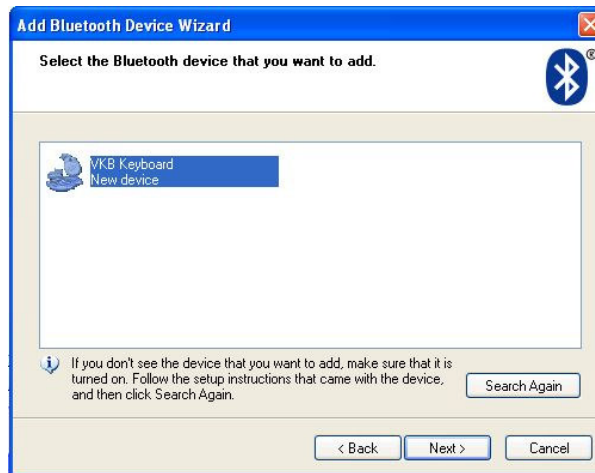 Add Bluetooth Device Wizard
Select the Bluetooth device that you want to add.
®
VKB Keyboard
New device
If you don't see the device that you want to add, make sure that it is
turned on. Follow the setup instructions that came with the device,
and then click Search Again.
Search Again
< Back
Next >
Cancel